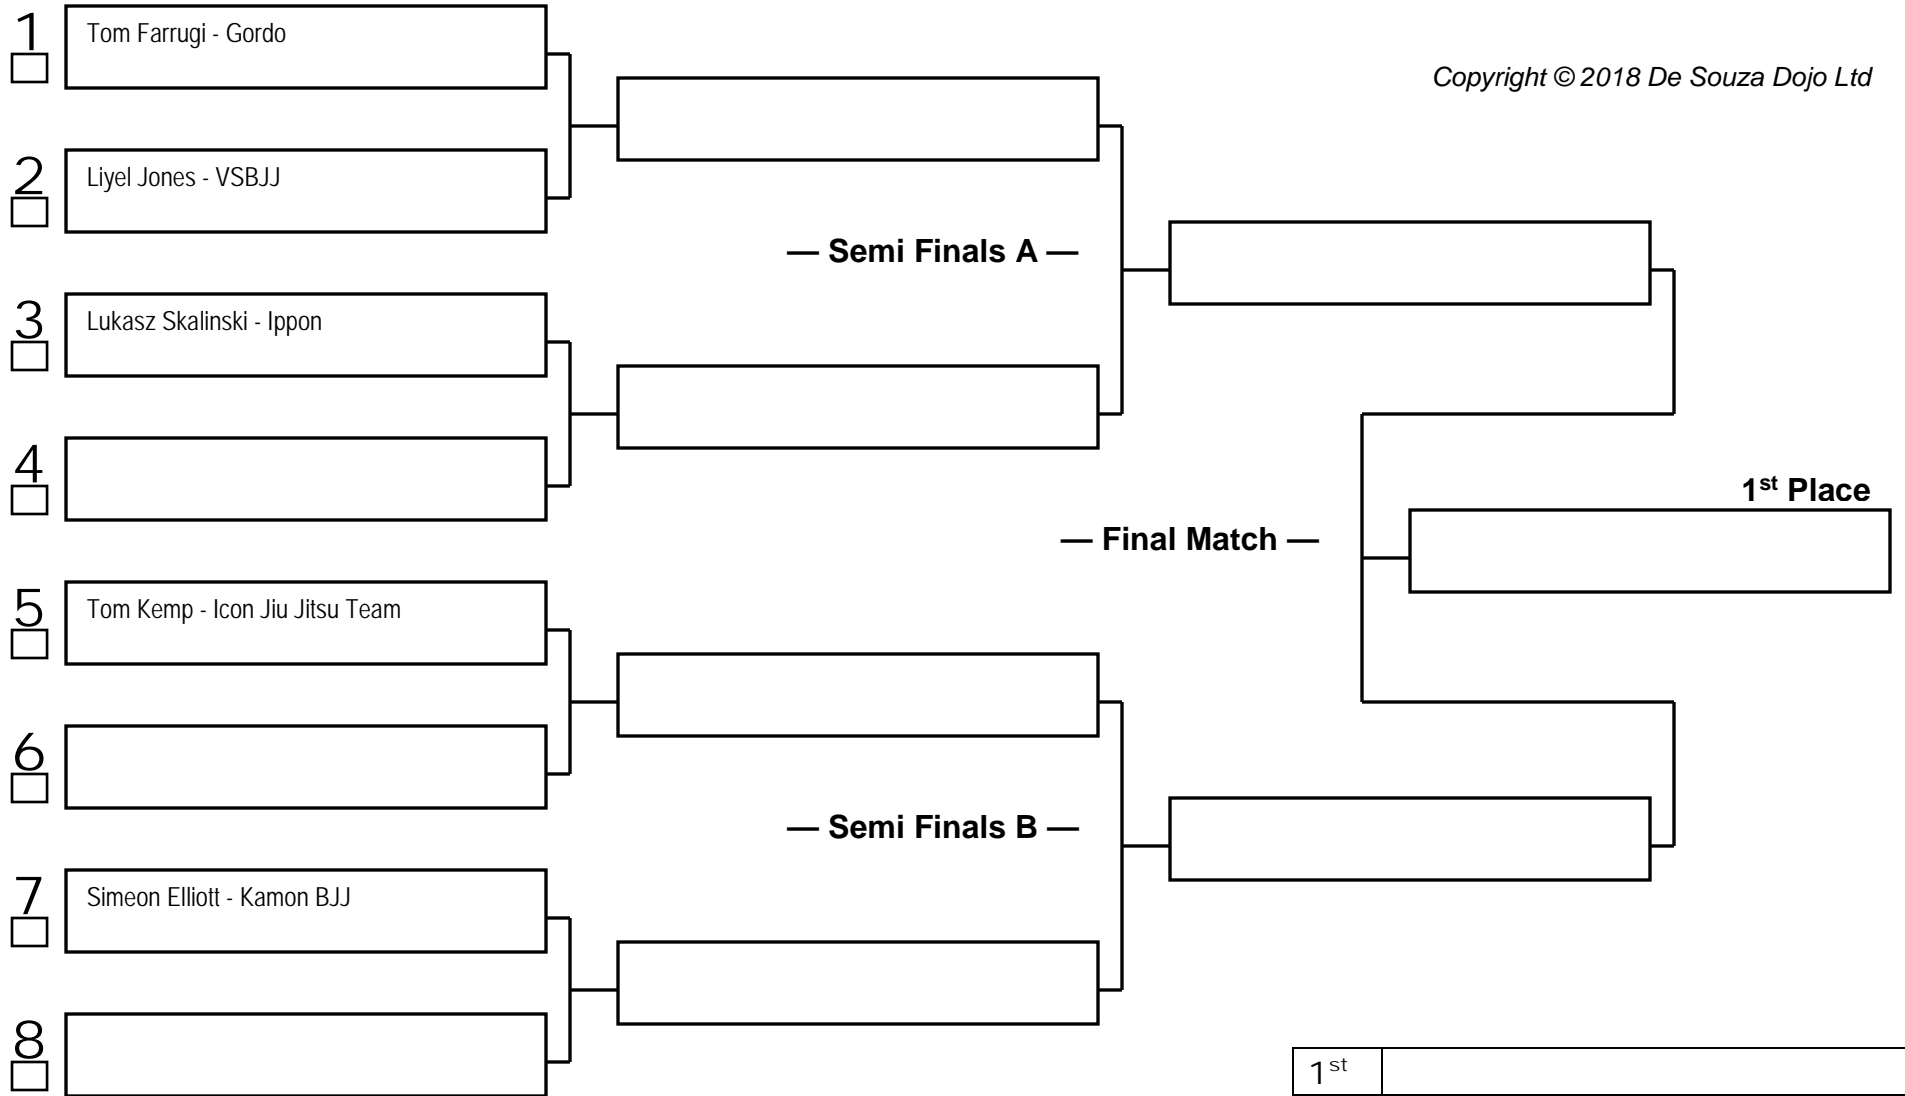 1
Tom Farrugi - Gordo
Copyright © 2018 De Souza Dojo Ltd
2
Liyel Jones - VSBJJ
— Semi Finals A —
3
Lukasz Skalinski - Ippon
4
1st Place
— Final Match —
5
Tom Kemp - Icon Jiu Jitsu Team
6
— Semi Finals B —
7
Simeon Elliott - Kamon BJJ
8
1st